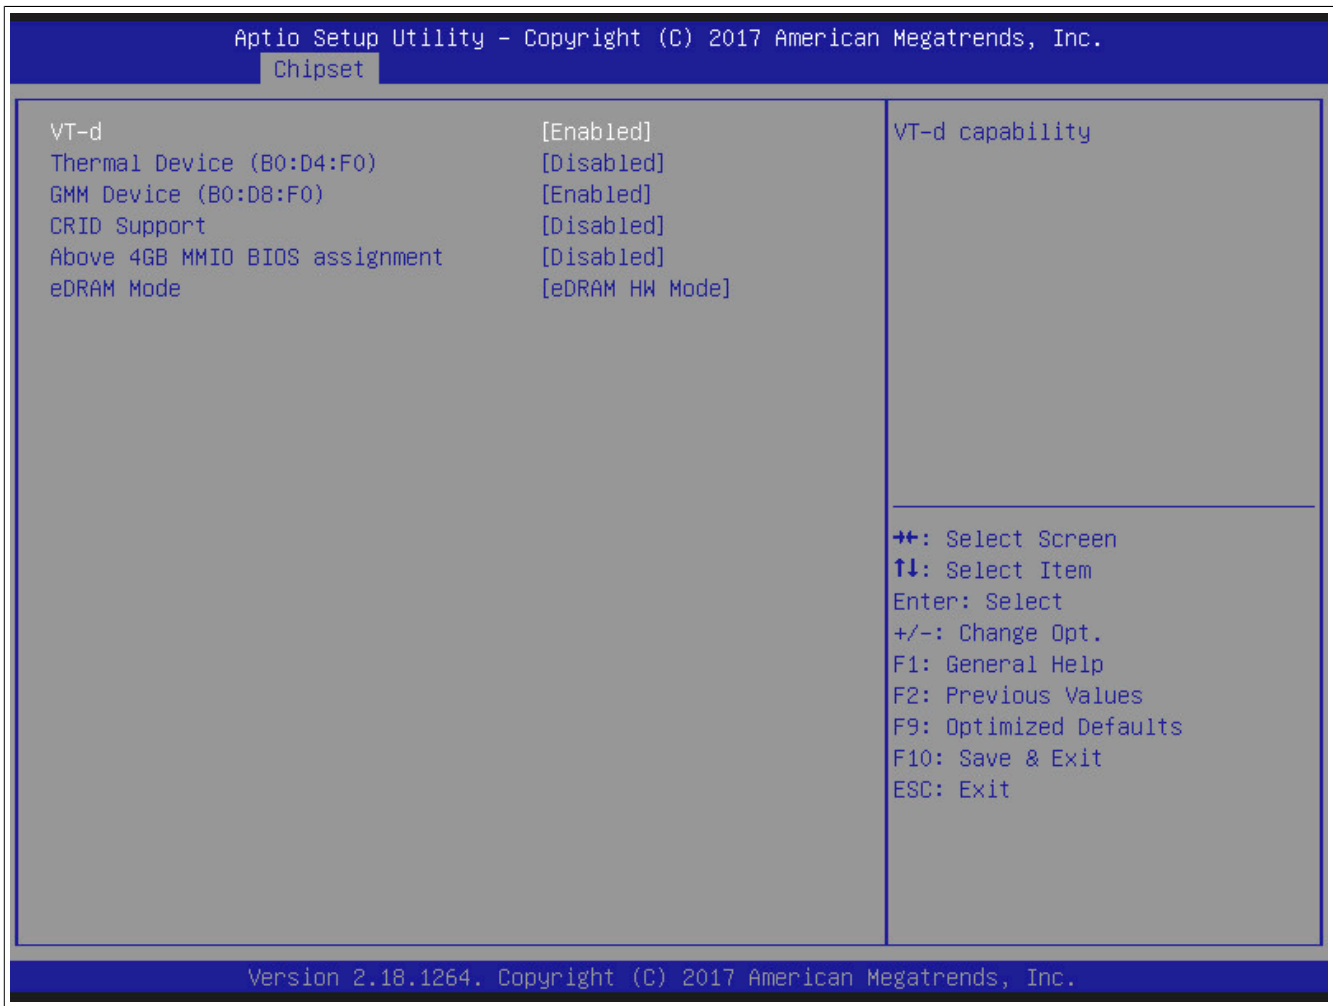 Aptio Setup Utility – Copyright (C) 2017 American Megatrends, Inc.
Chipset
VT-d [Enabled]
Thermal Device (B0:D4:F0) [Disabled]
GMM Device (B0:D8:F0) [Enabled]
CRID Support [Disabled]
Above 4GB MMIO BIOS assignment [Disabled]
eDRAM Mode [eDRAM HW Mode]
VT-d capability
→←: Select Screen
↑↓: Select Item
Enter: Select
+/-: Change Opt.
F1: General Help
F2: Previous Values
F9: Optimized Defaults
F10: Save & Exit
ESC: Exit
Version 2.18.1264. Copyright (C) 2017 American Megatrends, Inc.